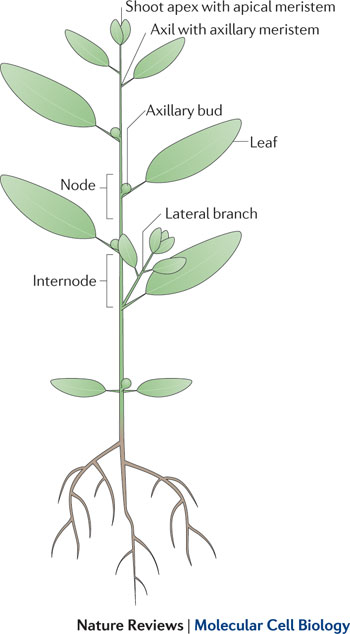 Shoot apex with apical meristem
Axil with axillary meristem
Axillary bud
Leaf
Node
Lateral branch
Internode
Nature Reviews | Molecular Cell Biology